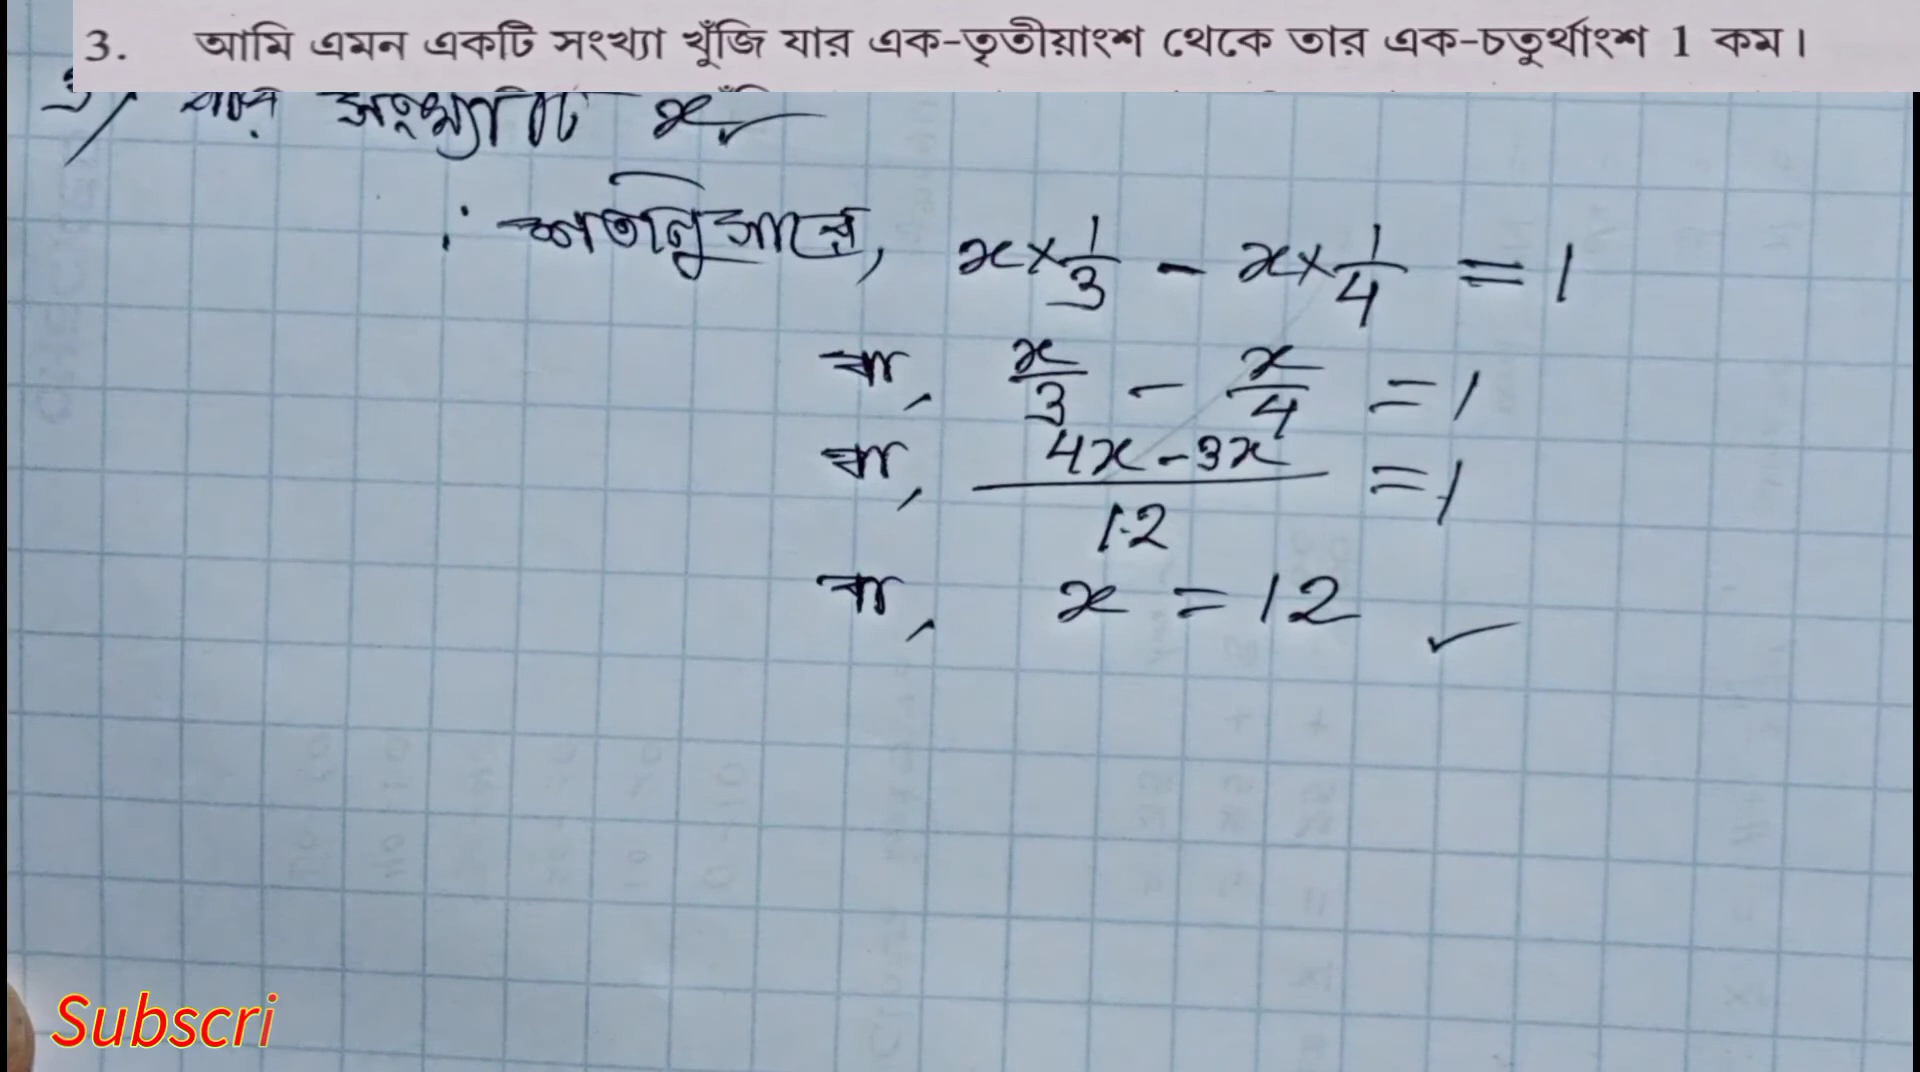 3. আমি এমন একটি সংখ্যা খুঁজি যার এক-তৃতীয়াংশ থেকে তার এক-চতুর্থাংশ 1 কম।
3) ধরি সংখ্যাটি x
∴ শর্তানুসারে, x × 1/3 - x × 1/4 = 1
বা, x/3 - x/4 = 1
বা, (4x - 3x)/12 = 1
বা, x = 12
Subscri